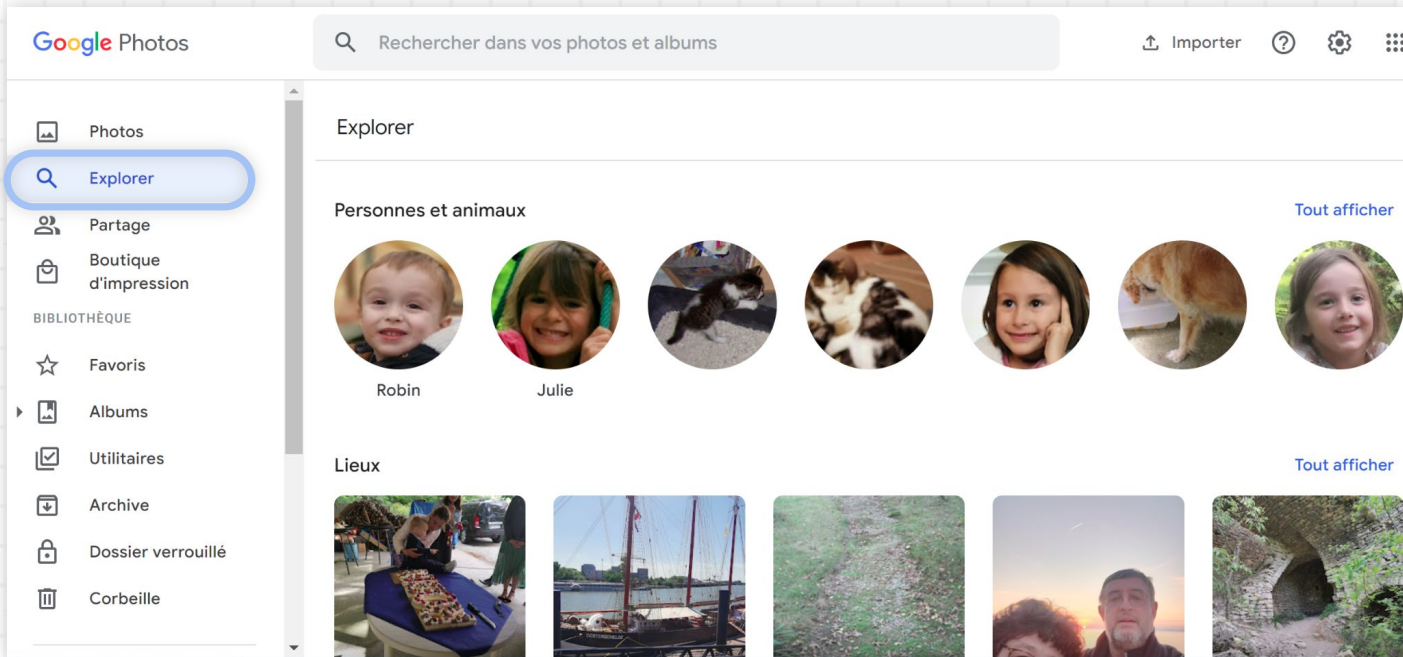 Google Photos
Rechercher dans vos photos et albums
Importer
Photos
Explorer
Partage
Boutique
d'impression
BIBLIOTHÈQUE
Favoris
Albums
Utilitaires
Archive
Dossier verrouillé
Corbeille
Explorer
Personnes et animaux
Tout afficher
Robin
Julie
Lieux
Tout afficher